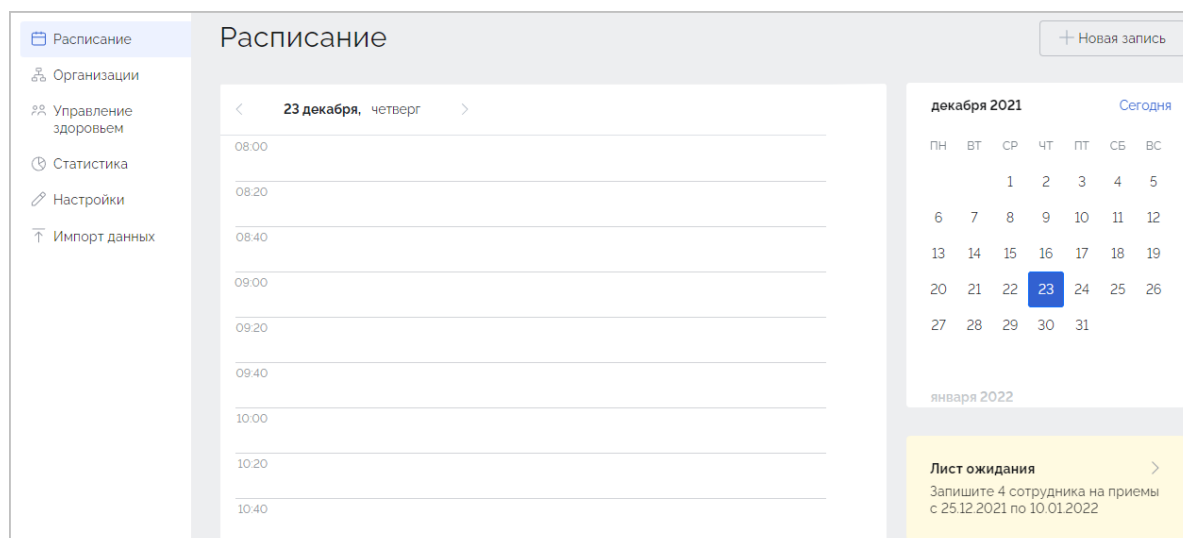 Расписание
Организации
Управление
здоровьем
Статистика
Настройки
Импорт данных
Расписание
Новая запись
23 декабря, четверг
08:00
08:20
08:40
09:00
09:20
09:40
10:00
10:20
10:40
декабря 2021 Сегодня
ПН ВТ СР ЧТ ПТ СБ ВС
1 2 3 4 5
6 7 8 9 10 11 12
13 14 15 16 17 18 19
20 21 22 23 24 25 26
27 28 29 30 31
января 2022
Лист ожидания
Запишите 4 сотрудника на приемы
с 25.12.2021 по 10.01.2022